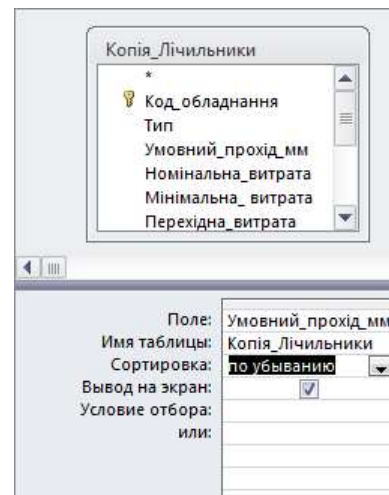 Копія_Лічильники
*
Код_обладнання
Тип
Умовний_прохід_мм
Номінальна_витрата
Мінімальна_ витрата
Перехідна_витрата
Поле: Умовний_прохід_мм
Имя таблицы: Копія_Лічильники
Сортировка: по убыванию
Вывод на экран:
Условие отбора:
или: